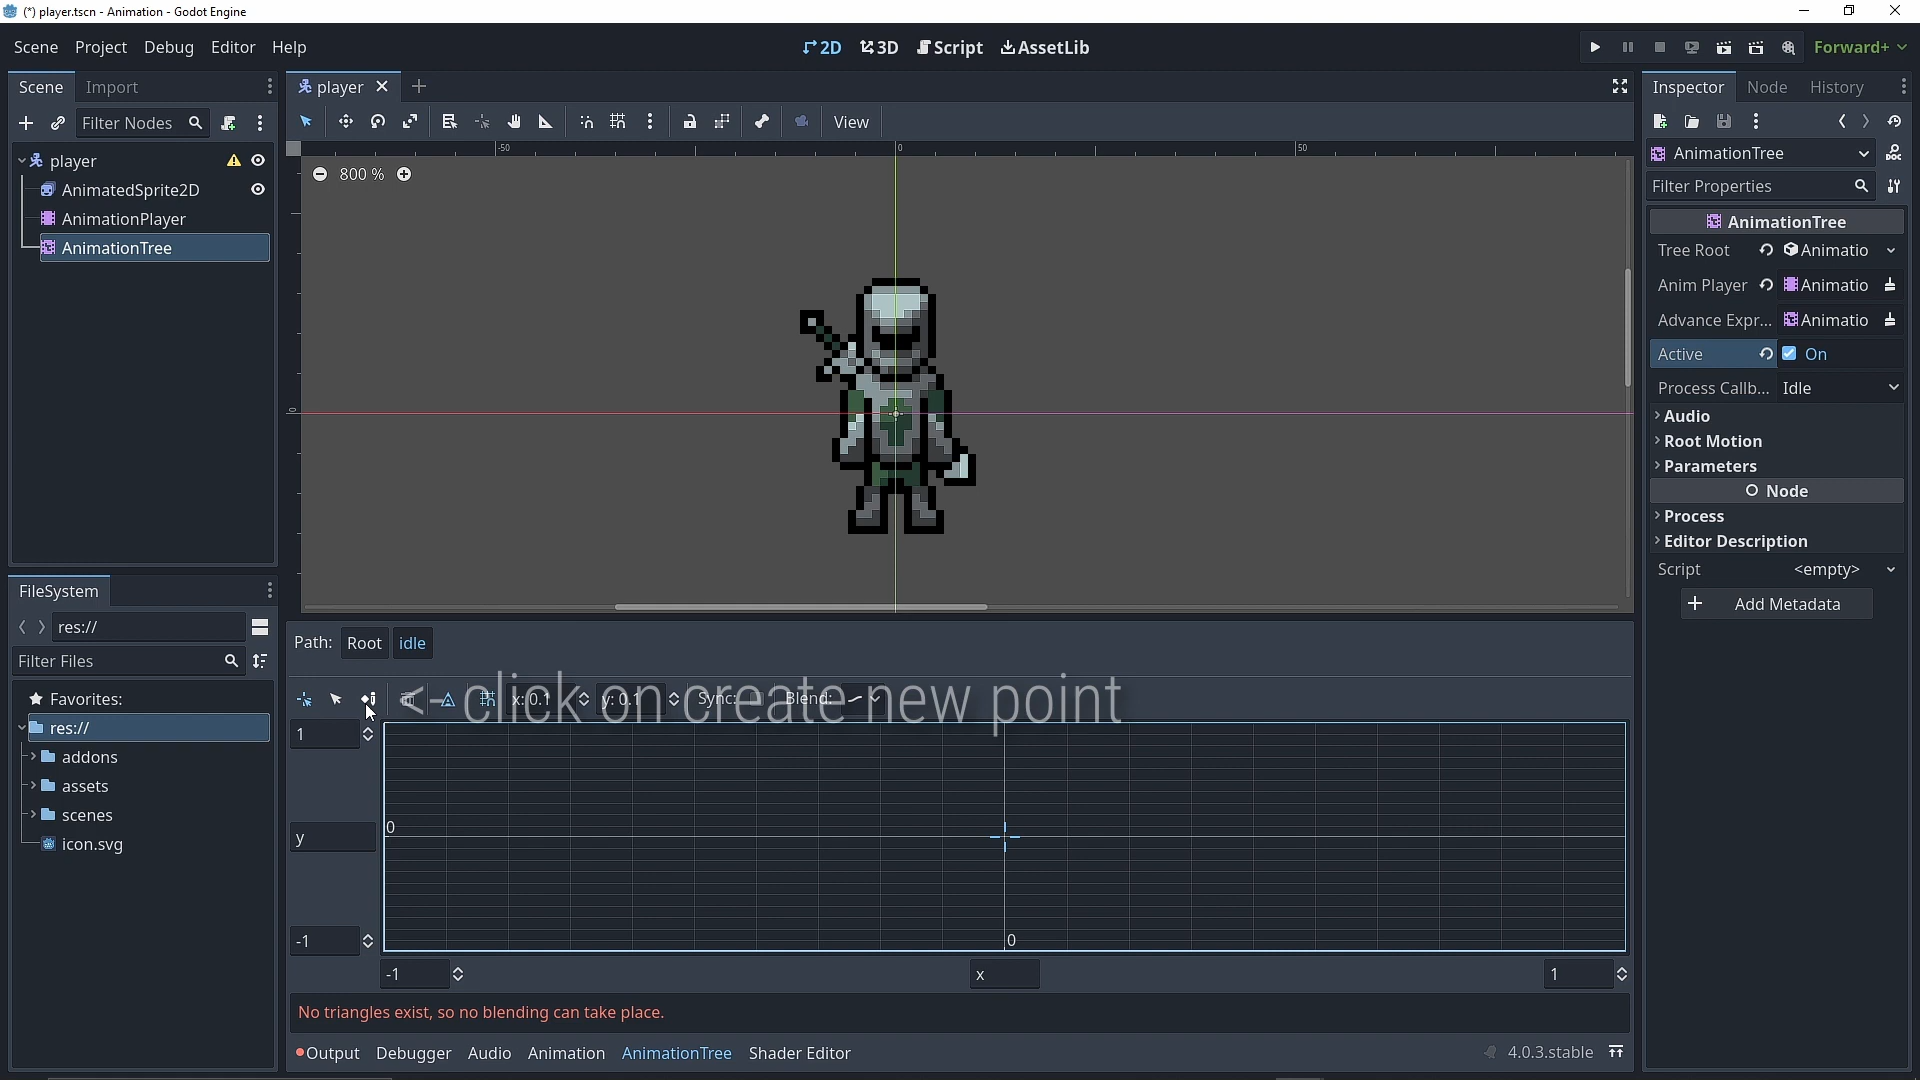 (*) player.tscn - Animation - Godot Engine
Scene Project Debug Editor Help
2D 3D Script AssetLib
Forward+
Scene Import
player
Inspector Node History
Filter Nodes
View
-50 0 50
800 %
player
AnimatedSprite2D
AnimationPlayer
AnimationTree
0
AnimationTree
Filter Properties
AnimationTree
Tree Root Animatio
Anim Player Animatio
Advance Expr... Animatio
Active On
Process Callb... Idle
Audio
Root Motion
Parameters
Node
Process
Editor Description
Script <empty>
Add Metadata
FileSystem
res://
Filter Files
Favorites:
res://
addons
assets
scenes
icon.svg
Path: Root idle
x: 0.1 y: 0.1 Sync: Blend:
<- click on create new point
1
0
y
-1
0
-1 x 1
No triangles exist, so no blending can take place.
Output Debugger Audio Animation AnimationTree Shader Editor
4.0.3.stable